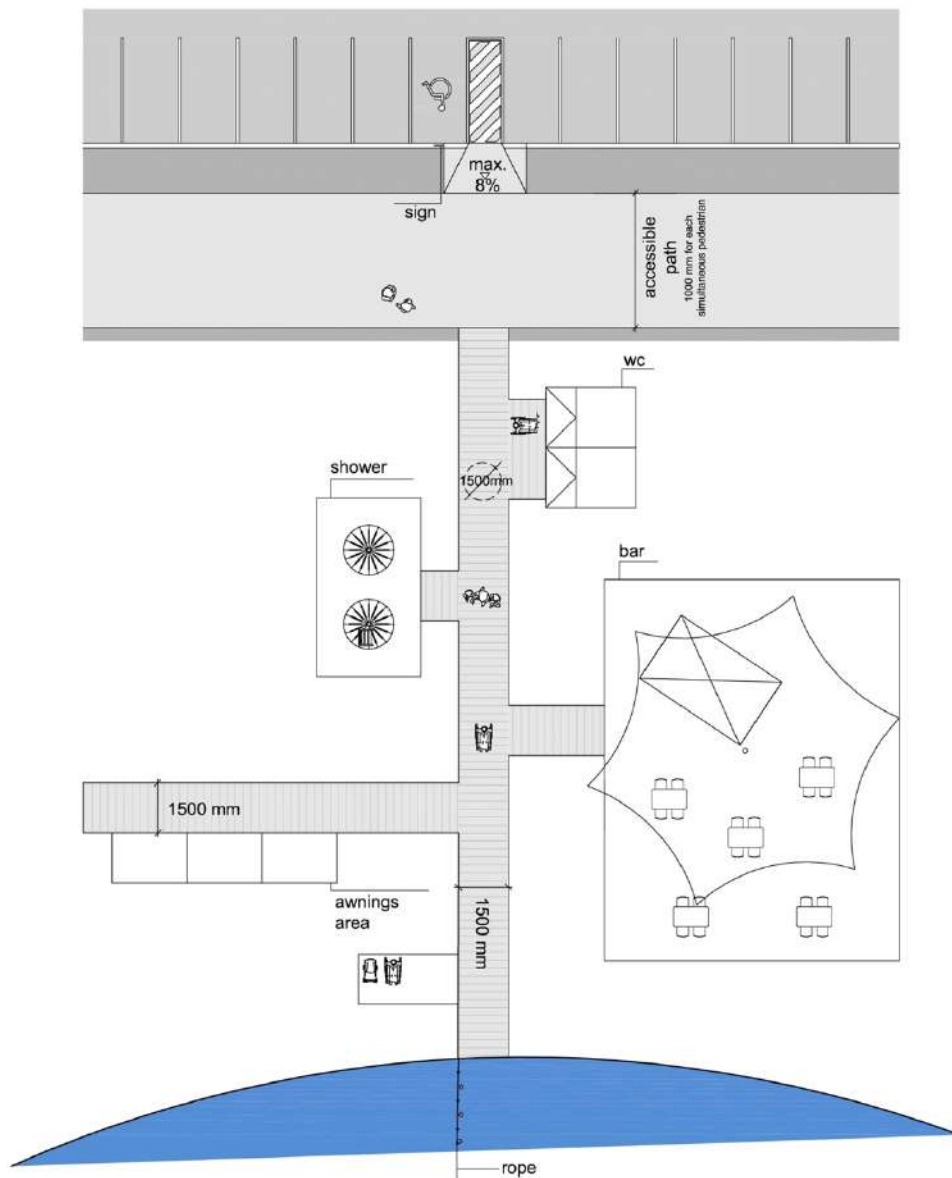 max.
8%
sign
accessible
path
1000 mm for each
simultaneous pedestrian
wc
1500mm
shower
bar
1500 mm
awnings
area
1500 mm
rope